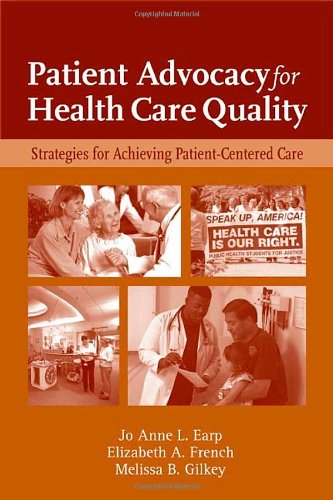 Patient Advocacy for
Health Care Quality
Strategies for Achieving Patient-Centered Care
SPEAK UP, AMERICA!
HEALTH CARE
IS OUR RIGHT.
PUBLIC HEALTH STUDENTS FOR JUSTICE
Jo Anne L. Earp
Elizabeth A. French
Melissa B. Gilkey